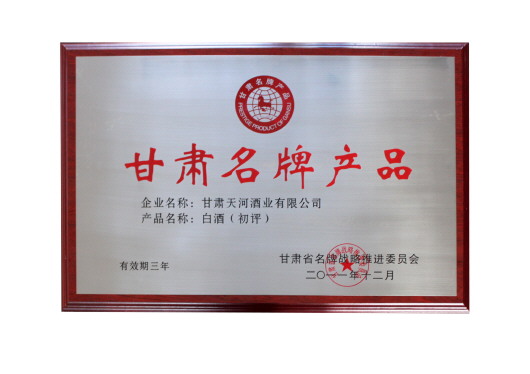 甘肃名牌产品
PRESTIGE PRODUCT OF GANSU
甘肃名牌产品
企业名称：甘肃天河酒业有限公司
产品名称：白酒（初评）
有效期三年
甘肃省名牌战略推进委员会
二〇一一年十二月